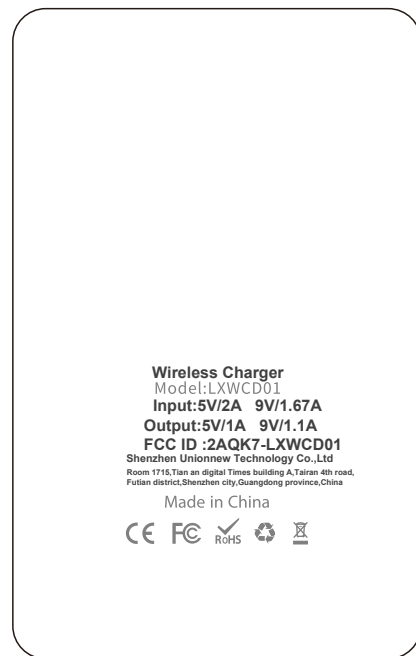 Wireless Charger
Model:LXWCD01
Input:5V/2A 9V/1.67A
Output:5V/1A 9V/1.1A
FCC ID :2AQK7-LXWCD01
Shenzhen Unionnew Technology Co.,Ltd
Room 1715,Tian an digital Times building A,Tairan 4th road,
Futian district,Shenzhen city,Guangdong province,China
Made in China
CE FC RoHS